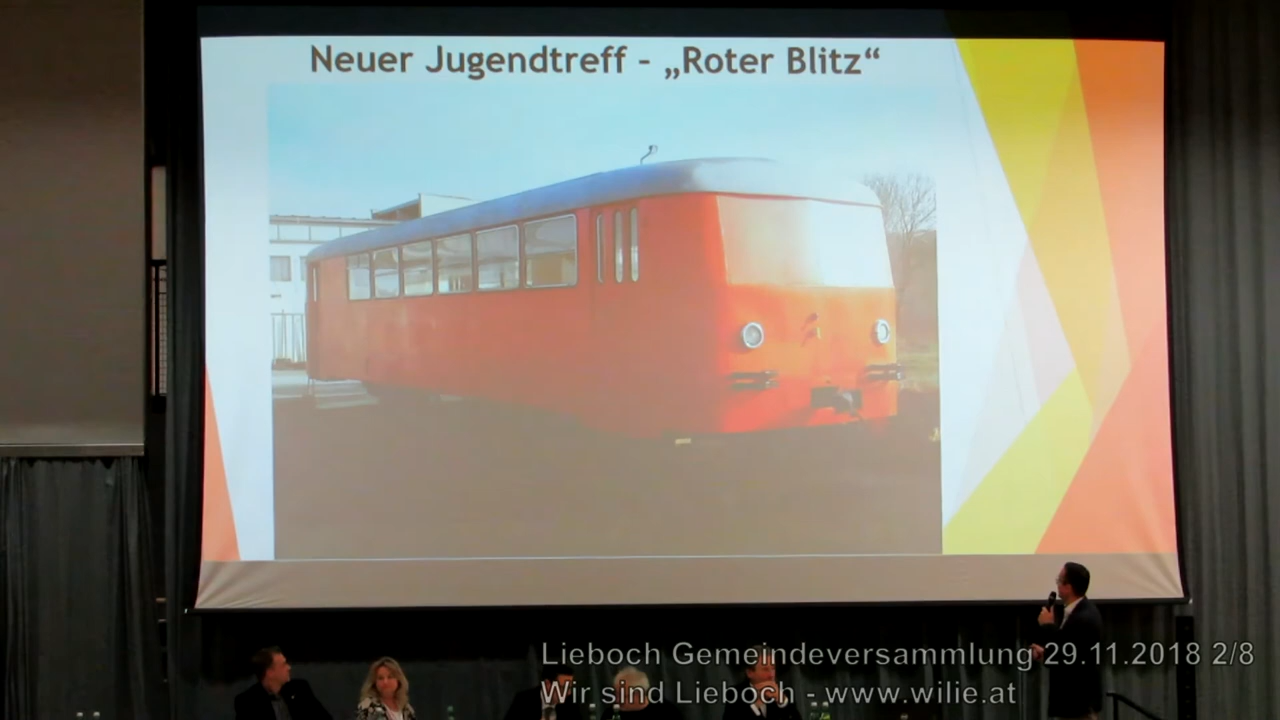 Neuer Jugendtreff – „Roter Blitz“
Lieboch Gemeindeversammlung 29.11.2018 2/8
Wir sind Lieboch - www.wilie.at